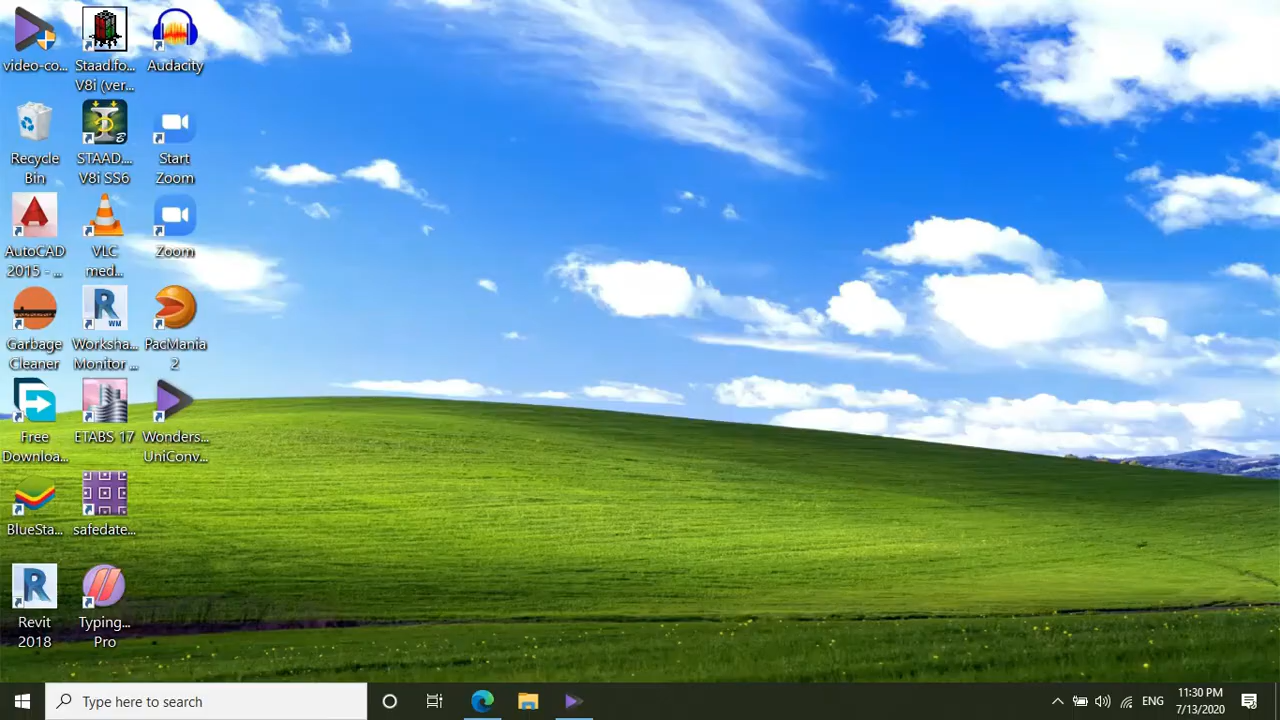 video-co...
Staad.fo...
V8i (ver...
Audacity
Recycle
Bin
STAAD....
V8i SS6
Start
Zoom
AutoCAD
2015 - ...
VLC
med...
Zoom
Garbage
Cleaner
Worksha...
Monitor ...
PacMania
2
Free
Downloa...
ETABS 17
Wonders...
UniConv...
BlueSta...
safedate...
Revit
2018
Typing...
Pro
Type here to search
ENG
11:30 PM
7/13/2020